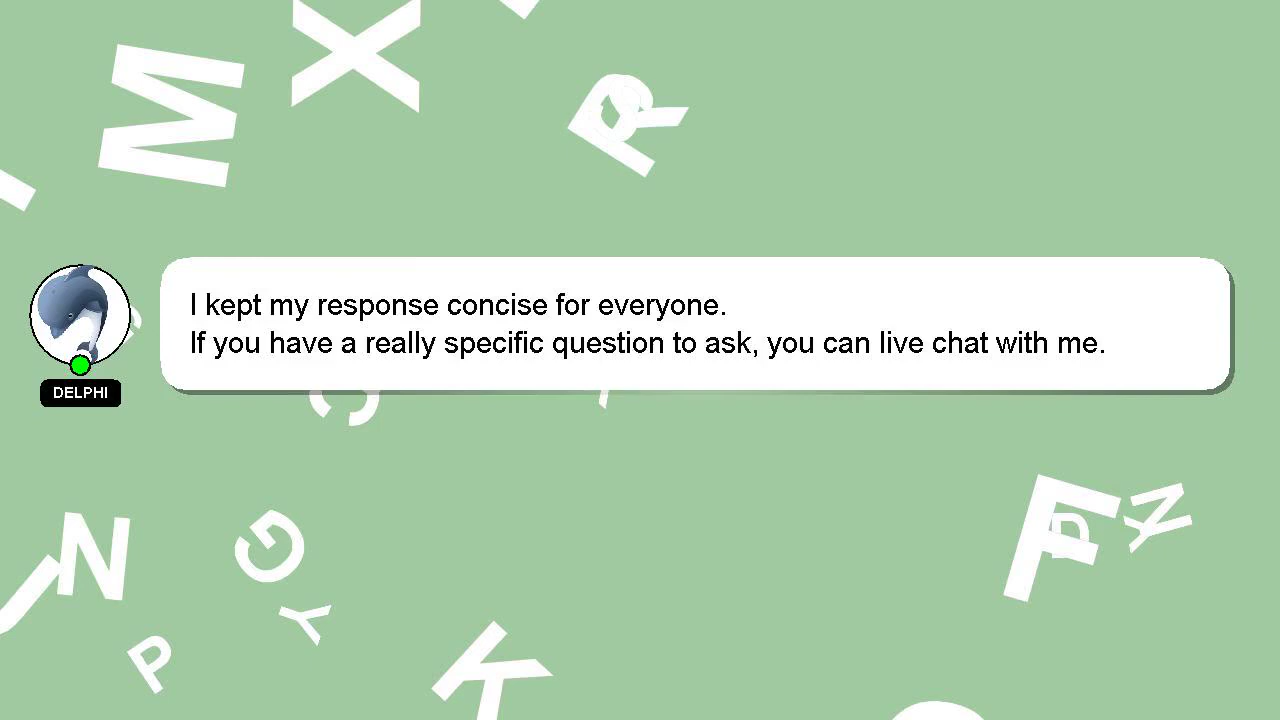 M
X
R
I kept my response concise for everyone.
If you have a really specific question to ask, you can live chat with me.
DELPHI
N
G
Y
P
K
F
D
Z
Y